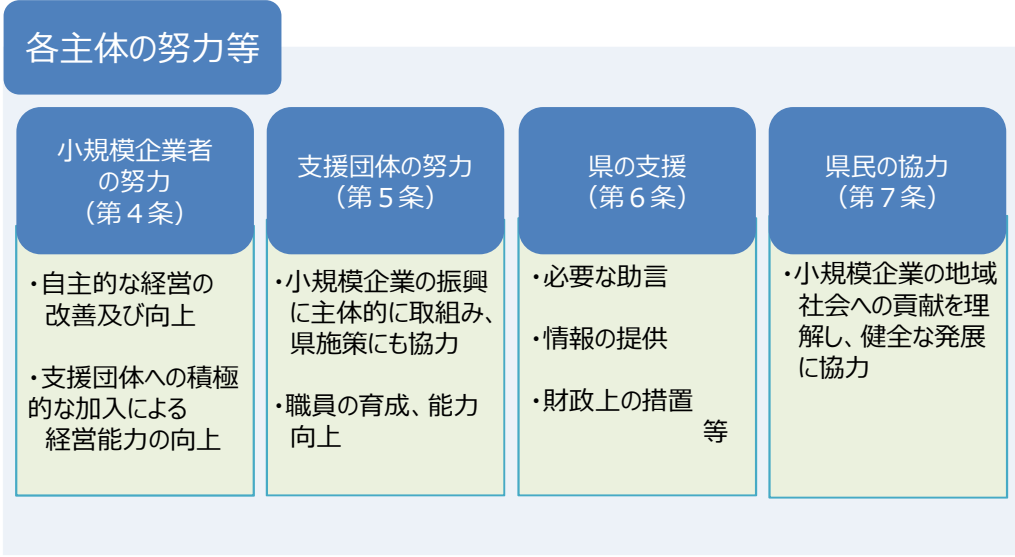 各主体の努力等
小規模企業者
の努力
(第4条)
・自主的な経営の
改善及び向上
・支援団体への積極
的な加入による
経営能力の向上
支援団体の努力
(第5条)
・小規模企業の振興
に主体的に取組み、
県施策にも協力
・職員の育成、能力
向上
県の支援
(第6条)
・必要な助言
・情報の提供
・財政上の措置
等
県民の協力
(第7条)
・小規模企業の地域
社会への貢献を理
解し、健全な発展
に協力